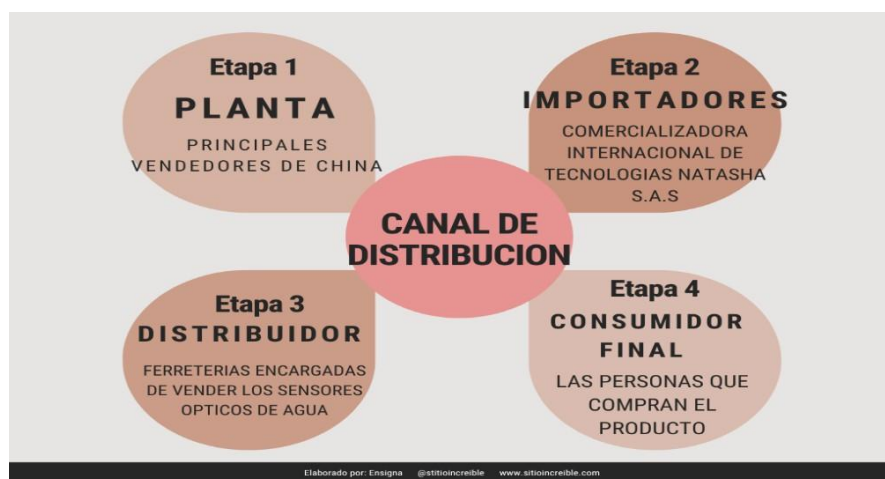 Etapa 1
PLANTA
PRINCIPALES
VENDEDORES DE CHINA
Etapa 2
IMPORTADORES
COMERCIALIZADORA
INTERNACIONAL DE
TECNOLOGIAS NATASHA
S.A.S
CANAL DE
DISTRIBUCION
Etapa 3
DISTRIBUIDOR
FERRETERIAS ENCARGADAS
DE VENDER LOS SENSORES
OPTICOS DE AGUA
Etapa 4
CONSUMIDOR
FINAL
LAS PERSONAS QUE
COMPRAN EL
PRODUCTO
Elaborado por: Ensigna @stitioincreible www.sitioincreible.com